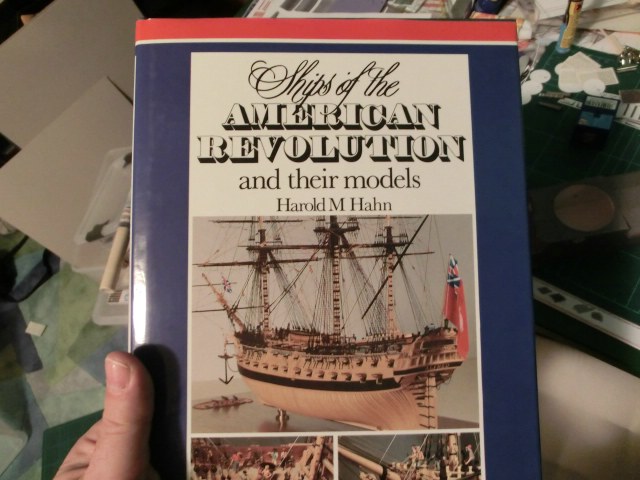 Ships of the
AMERICAN
REVOLUTION
and their models
Harold M Hahn